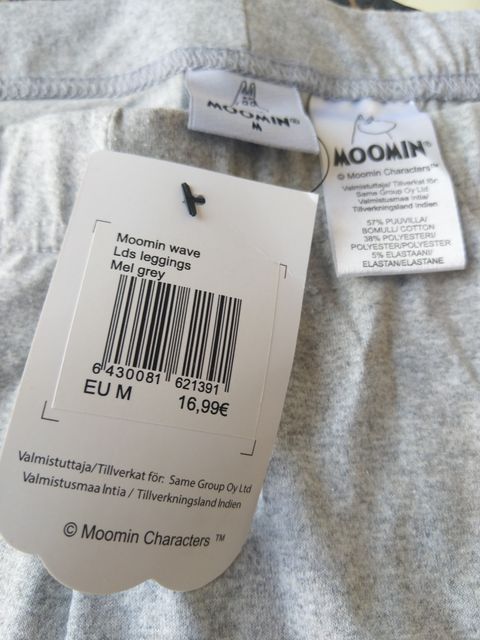 MOOMIN®
M
MOOMIN®
© Moomin Characters™
Valmistuttaja/ Tillverkat för:
Same Group Oy Ltd
Valmistusmaa Intia/
Tillverkningsland Indien
57% PUUVILLA/
BOMULL/ COTTON
38% POLYESTERI/
POLYESTER/POLYESTER
5% ELASTAANI/
ELASTAN/ELASTANE
Moomin wave
Lds leggings
Mel grey
6 430081 621391
EU M 16,99€
Valmistuttaja/Tillverkat för: Same Group Oy Ltd
Valmistusmaa Intia / Tillverkningsland Indien
© Moomin Characters ™